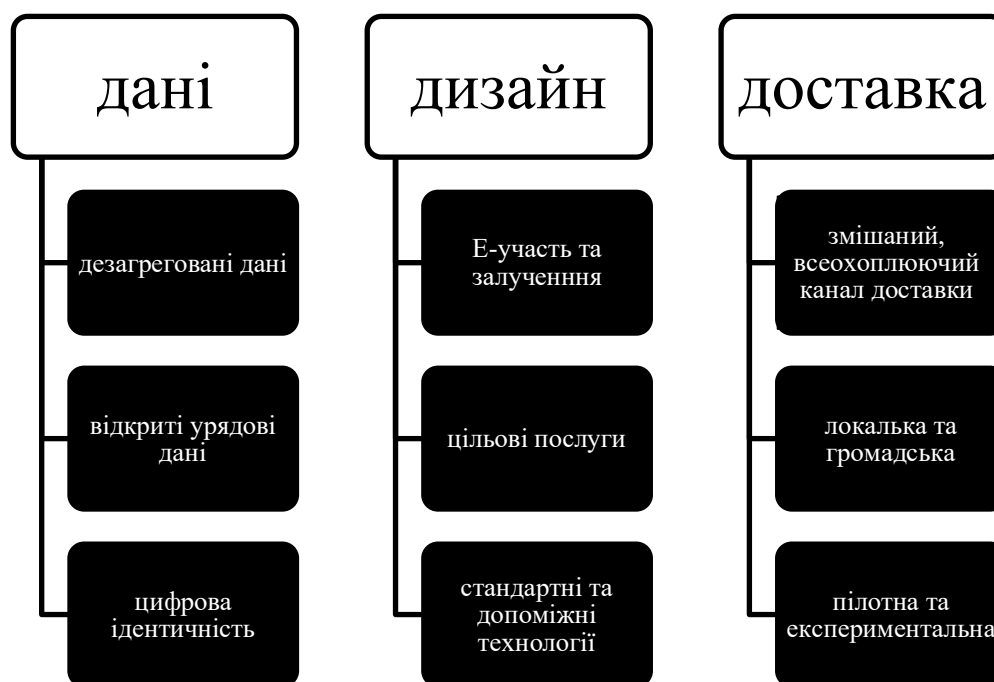 дані
дезагреговані дані
відкриті урядові
дані
цифрова
ідентичність
дизайн
Е-участь та
залученння
цільові послуги
стандартні та
допоміжні
технології
доставка
змішаний,
всеохоплюючий
канал доставки
локалька та
громадська
пілотна та
експериментальна